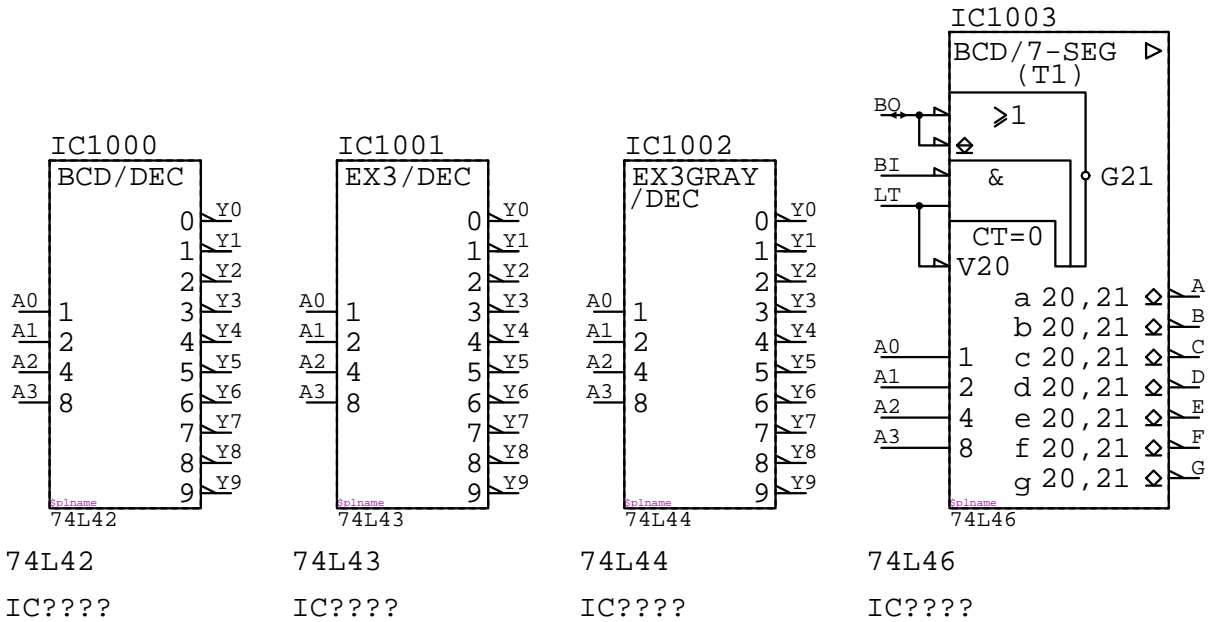 IC1000
BCD/DEC
0 Y0
1 Y1
2 Y2
A0 1 3 Y3
A1 2 4 Y4
A2 4 5 Y5
A3 8 6 Y6
7 Y7
8 Y8
9 Y9
$plname
74L42
74L42
IC????
IC1001
EX3/DEC
0 Y0
1 Y1
2 Y2
A0 1 3 Y3
A1 2 4 Y4
A2 4 5 Y5
A3 8 6 Y6
7 Y7
8 Y8
9 Y9
$plname
74L43
74L43
IC????
IC1002
EX3GRAY
/DEC
0 Y0
1 Y1
2 Y2
A0 1 3 Y3
A1 2 4 Y4
A2 4 5 Y5
A3 8 6 Y6
7 Y7
8 Y8
9 Y9
$plname
74L44
74L44
IC????
IC1003
BCD/7-SEG
(T1)
BO ⩾1
BI & G21
LT
CT=0
V20
a 20,21 A
b 20,21 B
A0 1 c 20,21 C
A1 2 d 20,21 D
A2 4 e 20,21 E
A3 8 f 20,21 F
g 20,21 G
$plname
74L46
74L46
IC????